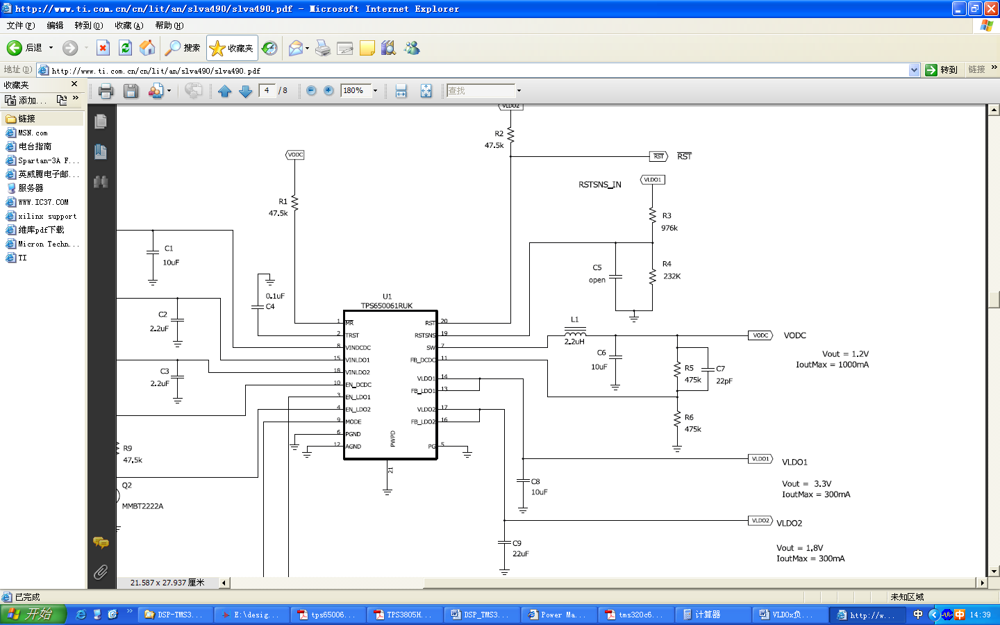 http://www.ti.com.cn/cn/lit/an/slva490/slva490.pdf - Microsoft Internet Explorer
文件(F) 编辑 转到(O) 收藏(A) 帮助(H)
后退 搜索 收藏夹
地址(D) http://www.ti.com.cn/cn/lit/an/slva490/slva490.pdf 转到 链接 »
收藏夹
添加... »
4 / 8 180% 查找
链接
MSN.com
电台指南
Spartan-3A F...
英威腾电子邮...
服务器
WWW.IC37.COM
xilinx support
维库pdf下载
Micron Techn...
TI
VLDO2
R2
47.5k
VODC
RST RST
RSTSNS_IN
VLDO1
R1
47.5k
R3
976k
C1
10uF
C5
open
R4
232K
0.1uF
C4
U1
TPS650061RUK
C2
2.2uF
C3
2.2uF
1 MR
2 TRST
8 VINDCDC
15 VINLDO1
18 VINLDO2
10 EN_DCDC
3 EN_LDO1
4 EN_LDO2
9 MODE
6 PGND
12 AGND
PWPD
21
RST 20
RSTSNS 19
SW 7
FB_DCDC 11
VLDO1 14
FB_LDO1 13
VLDO2 17
FB_LDO2 16
PG 5
L1
2.2uH
C6
10uF
VODC VODC
Vout = 1.2V
IoutMax = 1000mA
R5
475k
C7
22pF
R6
475k
R9
47.5k
Q2
MMBT2222A
VLDO1 VLDO1
Vout = 3.3V
IoutMax = 300mA
C8
10uF
VLDO2 VLDO2
Vout = 1.8V
IoutMax = 300mA
C9
22uF
21.587 x 27.937 厘米
已完成 未知区域
开始 » DSP-TMS3... E:\desig... tps65006... TPS3805H... DSP_TMS3... Power Ma... tms320c6... 计算器 VLDOx负... http://w... 中 中 14:39